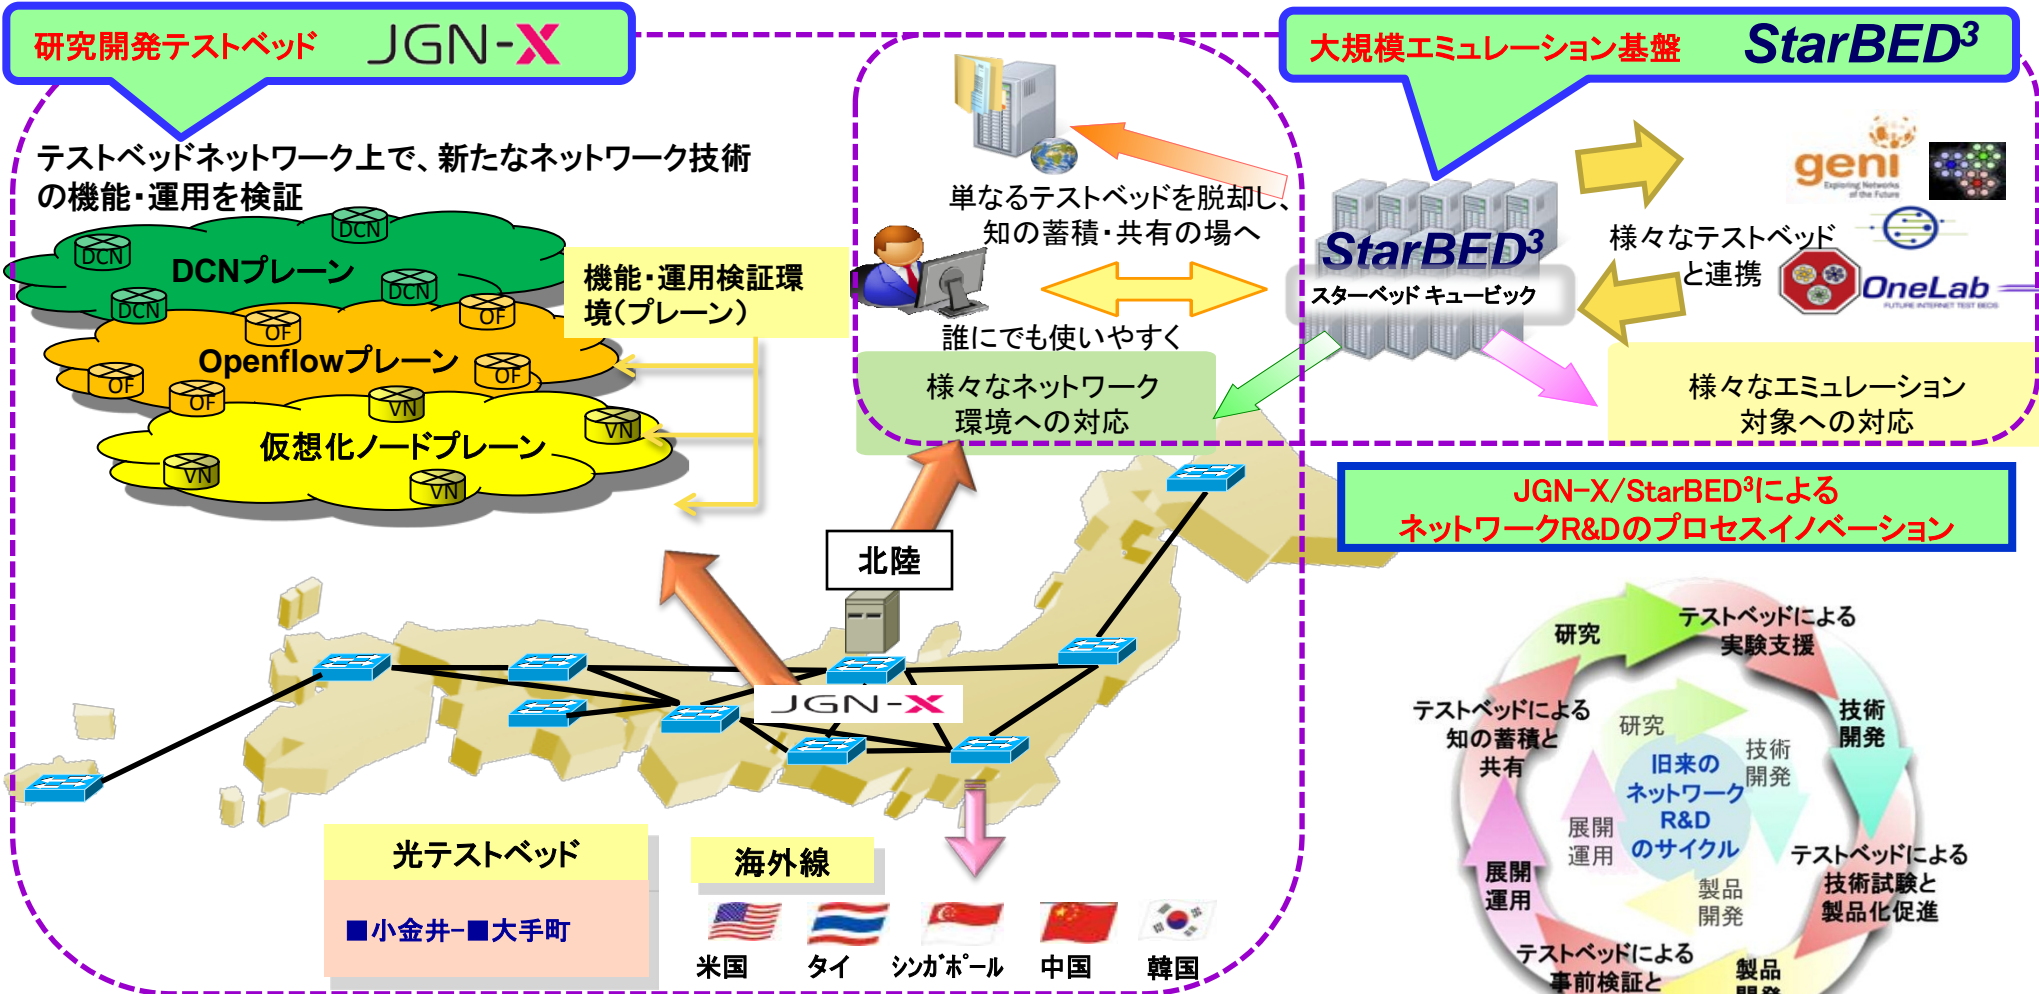 研究開発テストベッド JGN-X
大規模エミュレーション基盤 StarBED³
テストベッドネットワーク上で、新たなネットワーク技術
の機能・運用を検証
DCN
DCN
DCNプレーン
DCN
DCN
機能・運用検証環
境(プレーン)
OF
OF
Openflowプレーン
OF
OF
OF
VN
VN
仮想化ノードプレーン
VN
VN
単なるテストベッドを脱却し、
知の蓄積・共有の場へ
誰にでも使いやすく
様々なネットワーク
環境への対応
StarBED³
スターベッド キュービック
geni
Exploring Networks
of the Future
様々なテストベッド
と連携
OneLab
FUTURE INTERNET TEST BEDS
様々なエミュレーション
対象への対応
北陸
JGN-X
光テストベッド
■小金井-■大手町
海外線
米国
タイ
シンガポール
中国
韓国
JGN-X/StarBED³による
ネットワークR&Dのプロセスイノベーション
研究
テストベッドによる
実験支援
技術
開発
テストベッドによる
技術試験と
製品化促進
製品
開発
テストベッドによる
事前検証と
展開
運用
テストベッドによる
知の蓄積と
共有
研究
技術
開発
製品
開発
展開
運用
旧来の
ネットワーク
R&D
のサイクル